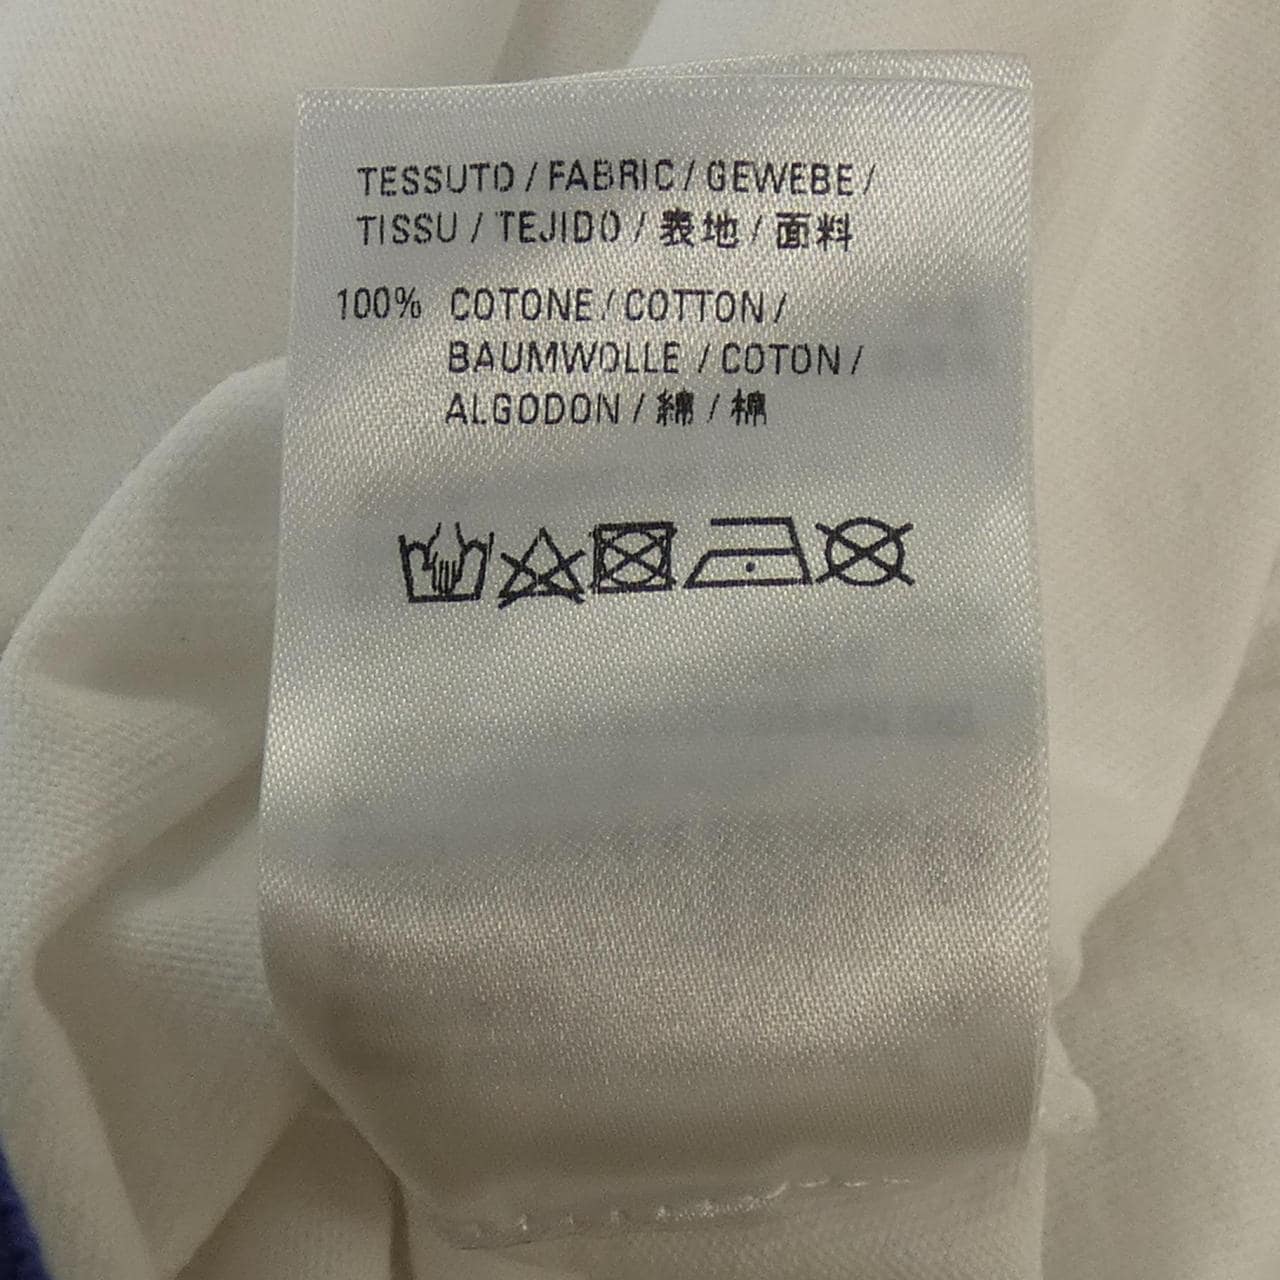 TESSUTO / FABRIC / GEWEBE /
TISSU / TEJIDO / 表地 / 面料
100% COTONE / COTTON /
BAUMWOLLE / COTON /
ALGODON / 綿 / 棉